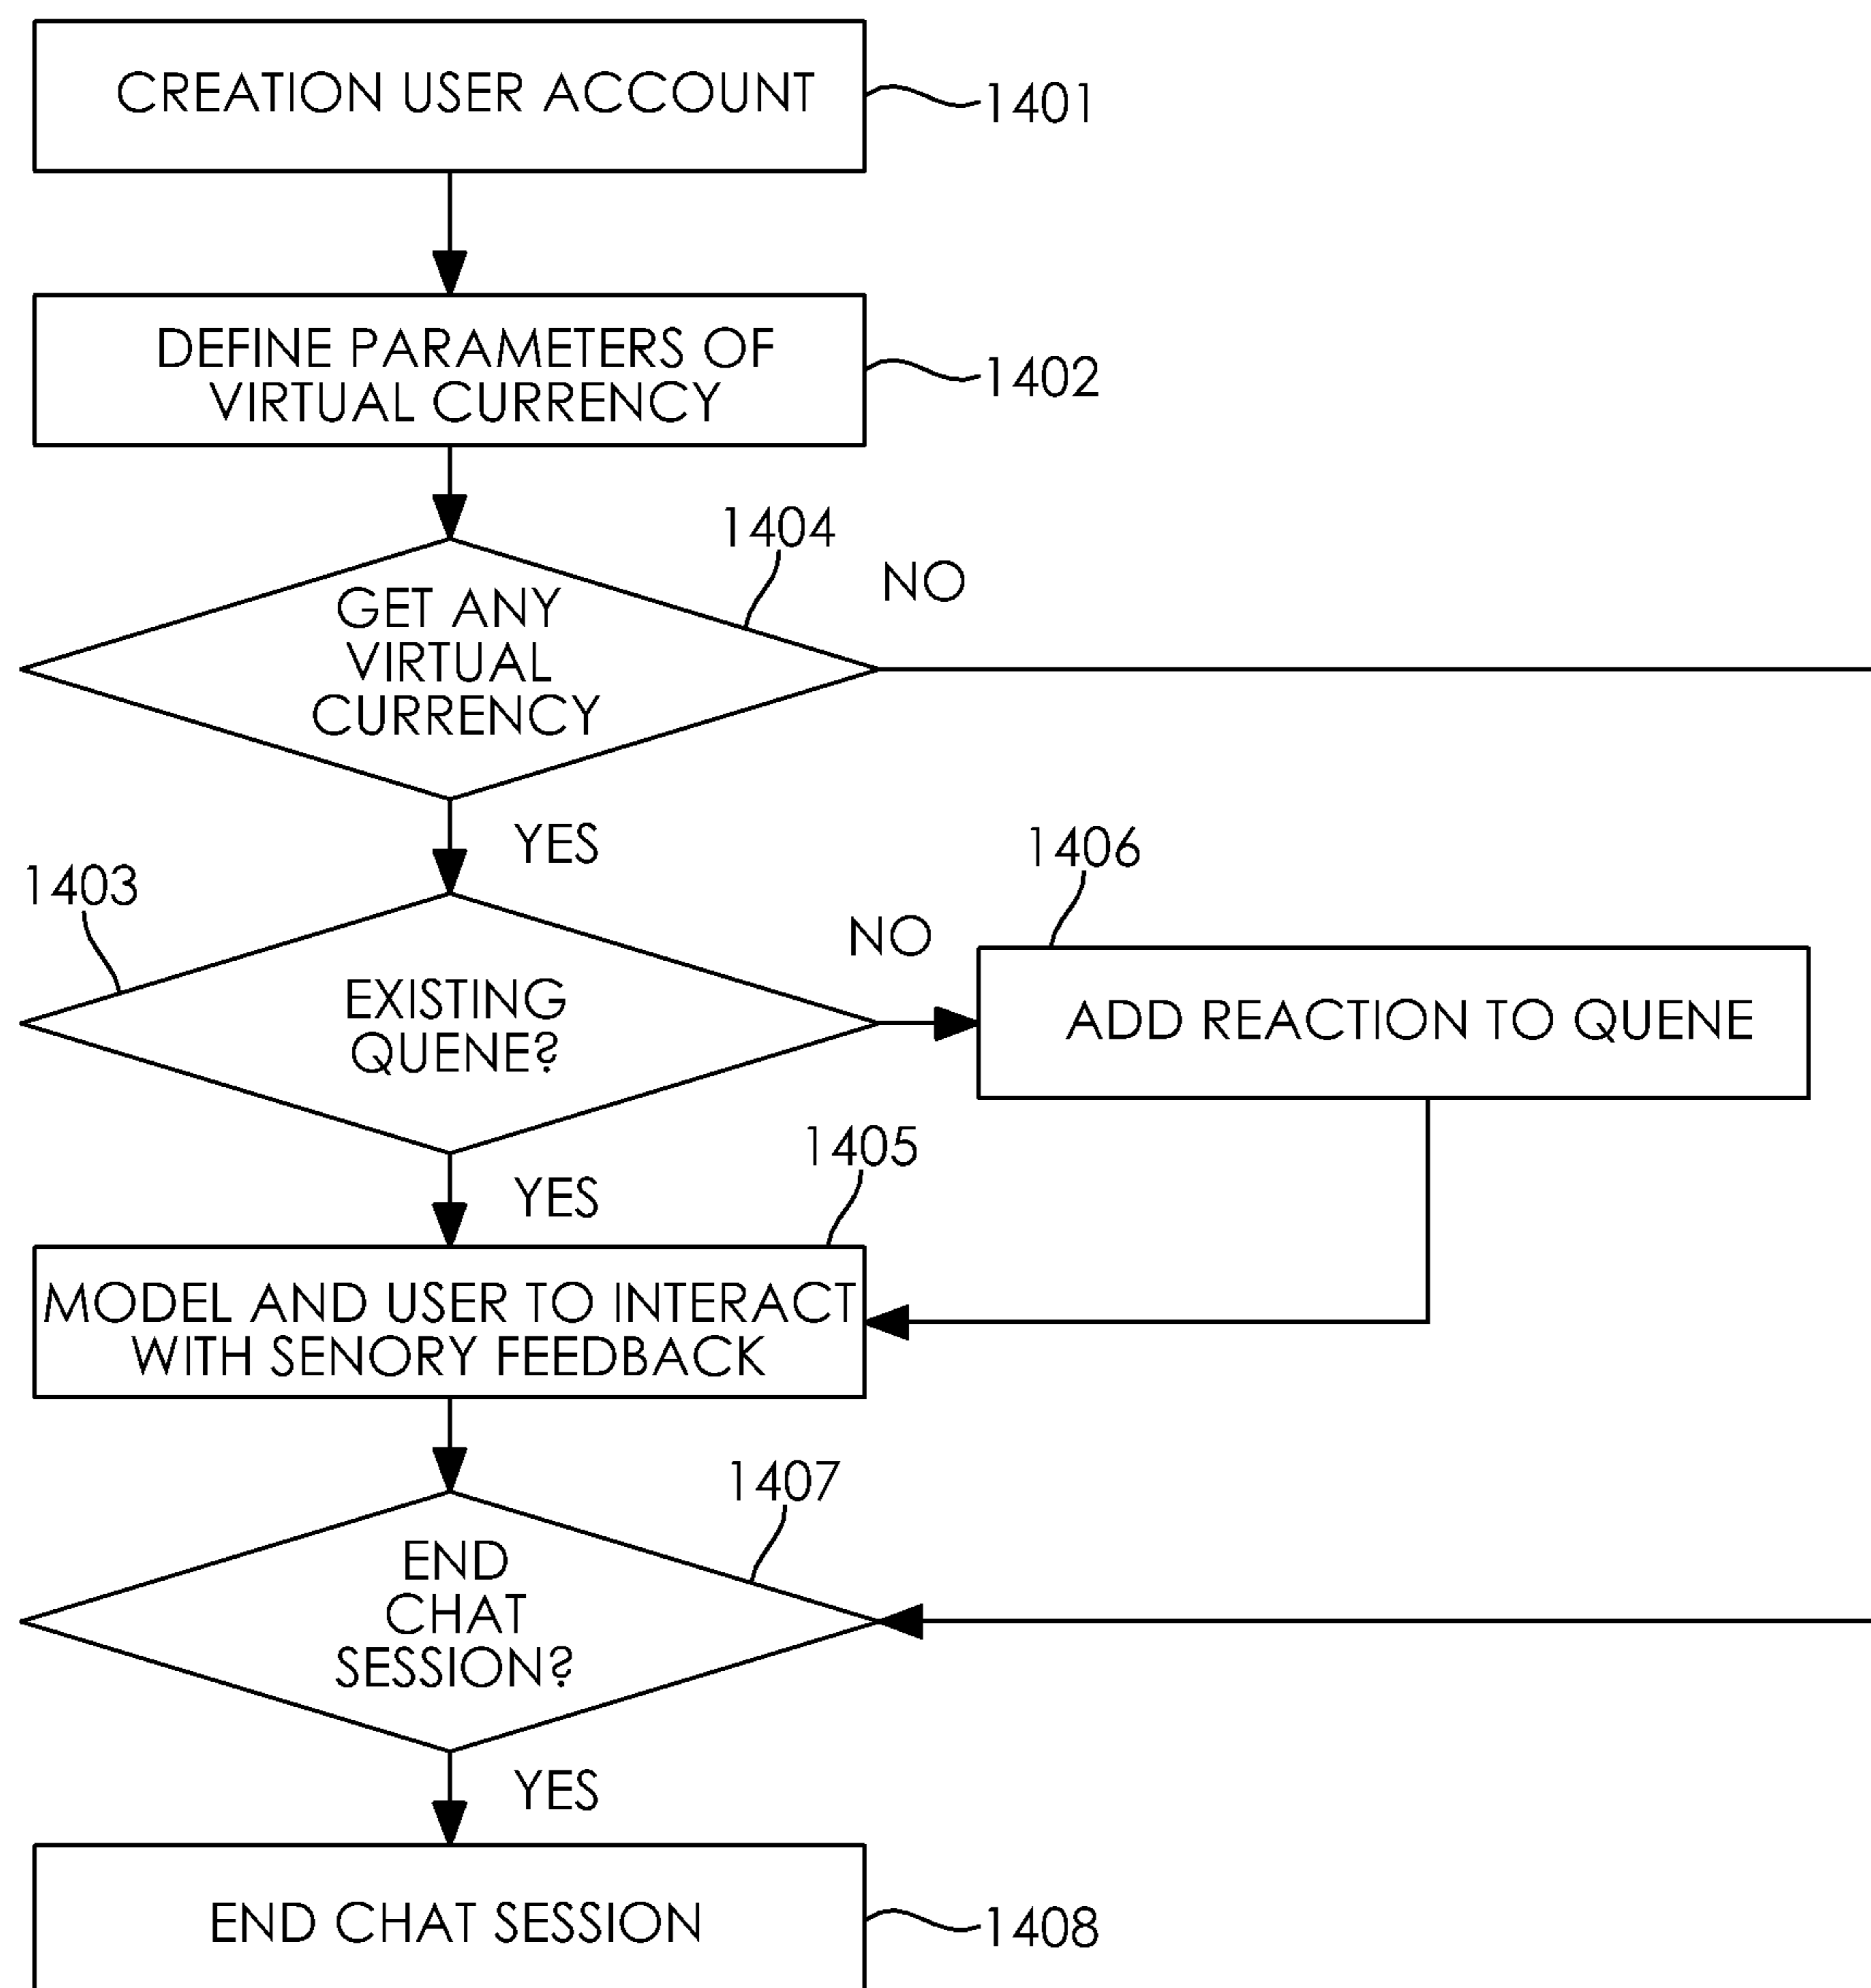 CREATION USER ACCOUNT
1401
DEFINE PARAMETERS OF
VIRTUAL CURRENCY
1402
1404
NO
GET ANY
VIRTUAL
CURRENCY
YES
1403
1406
NO
EXISTING
QUENE?
ADD REACTION TO QUENE
YES
1405
MODEL AND USER TO INTERACT
WITH SENORY FEEDBACK
1407
END
CHAT
SESSION?
YES
END CHAT SESSION
1408